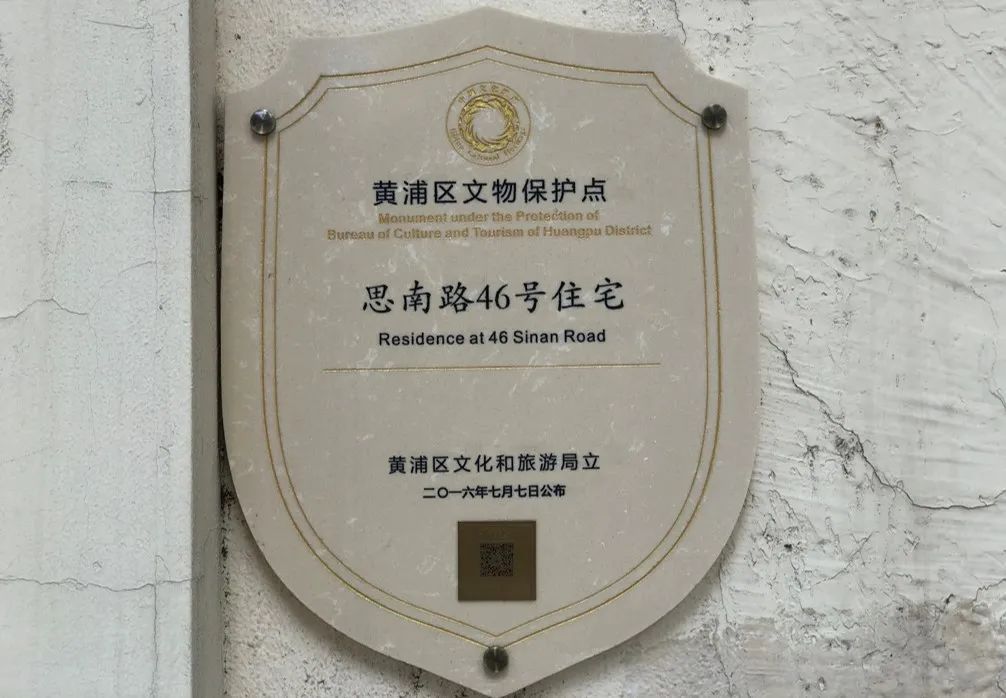 黄浦区文物保护点
Monument under the Protection of
Bureau of Culture and Tourism of Huangpu District
思南路46号住宅
Residence at 46 Sinan Road
黄浦区文化和旅游局立
二〇一六年七月七日公布